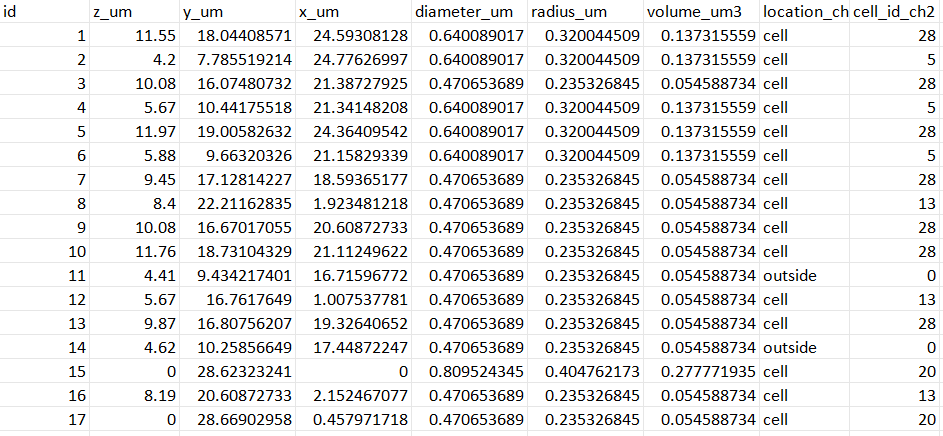 id z_um y_um x_um diameter_um radius_um volume_um3 location_ch cell_id_ch2
1 11.55 18.04408571 24.59308128 0.640089017 0.320044509 0.137315559 cell 28
2 4.2 7.785519214 24.77626997 0.640089017 0.320044509 0.137315559 cell 5
3 10.08 16.07480732 21.38727925 0.470653689 0.235326845 0.054588734 cell 28
4 5.67 10.44175518 21.34148208 0.640089017 0.320044509 0.137315559 cell 5
5 11.97 19.00582632 24.36409542 0.640089017 0.320044509 0.137315559 cell 28
6 5.88 9.66320326 21.15829339 0.640089017 0.320044509 0.137315559 cell 5
7 9.45 17.12814227 18.59365177 0.470653689 0.235326845 0.054588734 cell 28
8 8.4 22.21162835 1.923481218 0.470653689 0.235326845 0.054588734 cell 13
9 10.08 16.67017055 20.60872733 0.470653689 0.235326845 0.054588734 cell 28
10 11.76 18.73104329 21.11249622 0.470653689 0.235326845 0.054588734 cell 28
11 4.41 9.434217401 16.71596772 0.470653689 0.235326845 0.054588734 outside 0
12 5.67 16.7617649 1.007537781 0.470653689 0.235326845 0.054588734 cell 13
13 9.87 16.80756207 19.32640652 0.470653689 0.235326845 0.054588734 cell 28
14 4.62 10.25856649 17.44872247 0.470653689 0.235326845 0.054588734 outside 0
15 0 28.62323241 0 0.809524345 0.404762173 0.277771935 cell 20
16 8.19 20.60872733 2.152467077 0.470653689 0.235326845 0.054588734 cell 13
17 0 28.66902958 0.457971718 0.470653689 0.235326845 0.054588734 cell 20